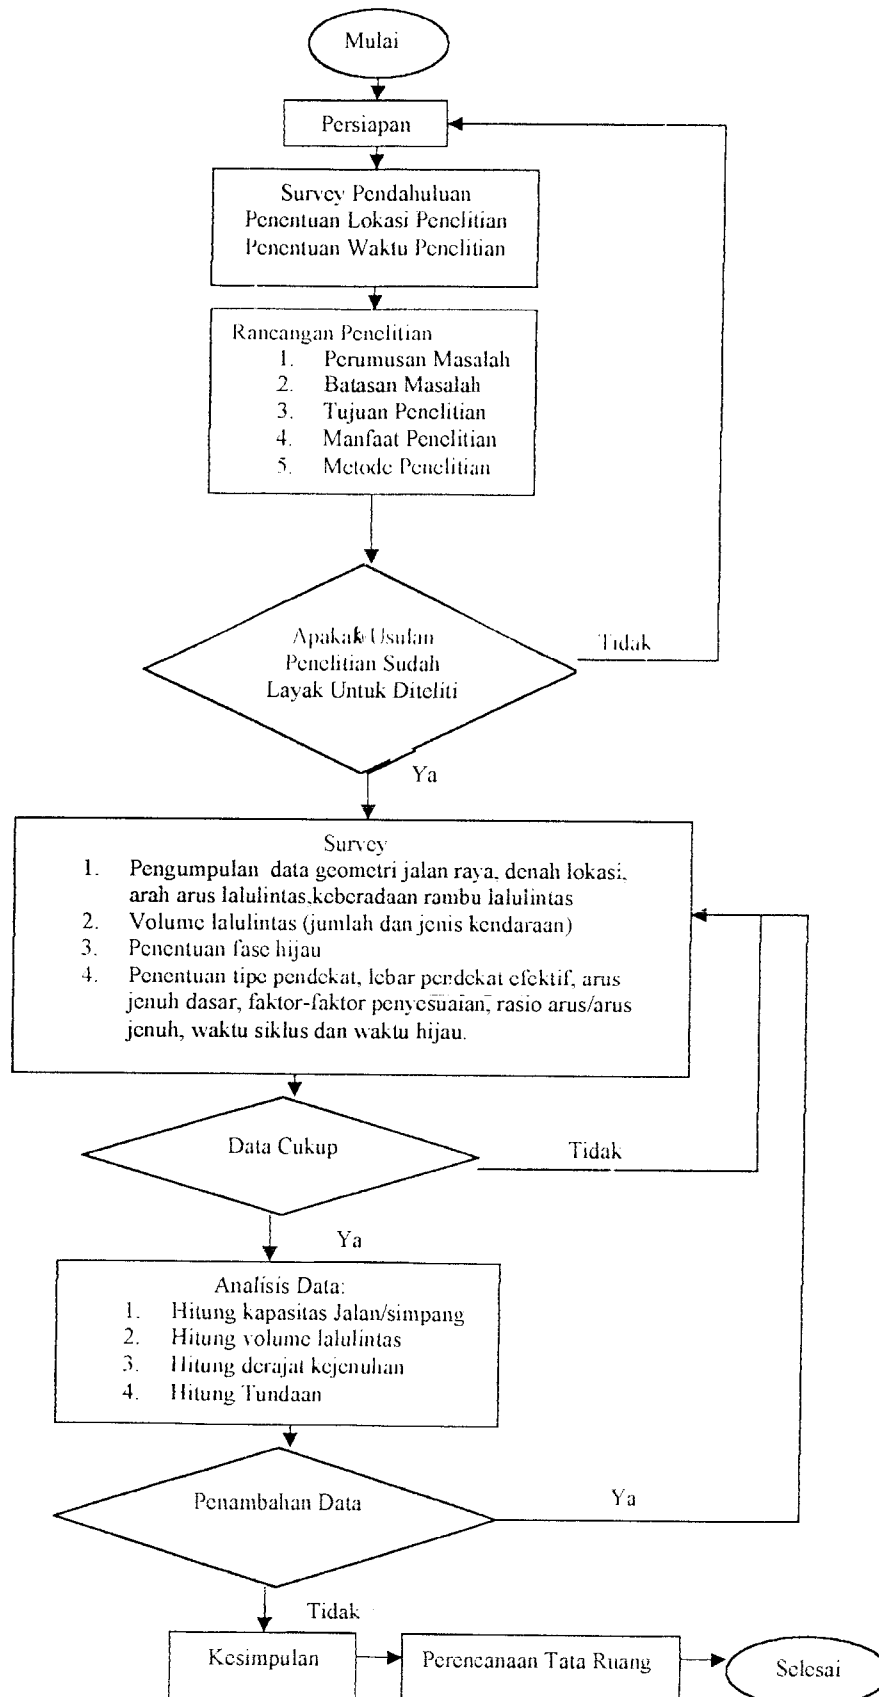 Mulai
Persiapan
Survey Pendahuluan
Penentuan Lokasi Penelitian
Penentuan Waktu Penelitian
Rancangan Penelitian
1. Perumusan Masalah
2. Batasan Masalah
3. Tujuan Penelitian
4. Manfaat Penelitian
5. Metode Penelitian
Apakah Usulan
Penelitian Sudah
Layak Untuk Diteliti
Tidak
Ya
Survey
1. Pengumpulan data geometri jalan raya, denah lokasi,
arah arus lalulintas,keberadaan rambu lalulintas
2. Volume lalulintas (jumlah dan jenis kendaraan)
3. Penentuan fase hijau
4. Penentuan tipe pendekat, lebar pendekat efektif, arus
jenuh dasar, faktor-faktor penyesuaian, rasio arus/arus
jenuh, waktu siklus dan waktu hijau.
Data Cukup
Tidak
Ya
Analisis Data:
1. Hitung kapasitas Jalan/simpang
2. Hitung volume lalulintas
3. Hitung derajat kejenuhan
4. Hitung Tundaan
Penambahan Data
Ya
Tidak
Kesimpulan
Perencanaan Tata Ruang
Selesai